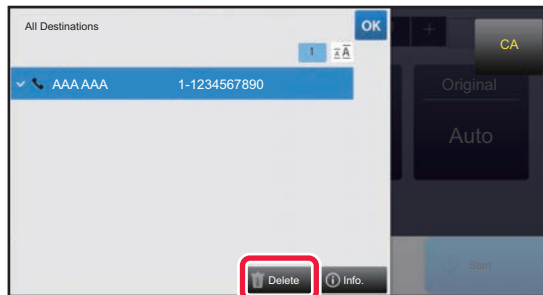 All Destinations
OK
1
AAA AAA 1-1234567890
Delete
Info.
CA
Original
Auto
Start